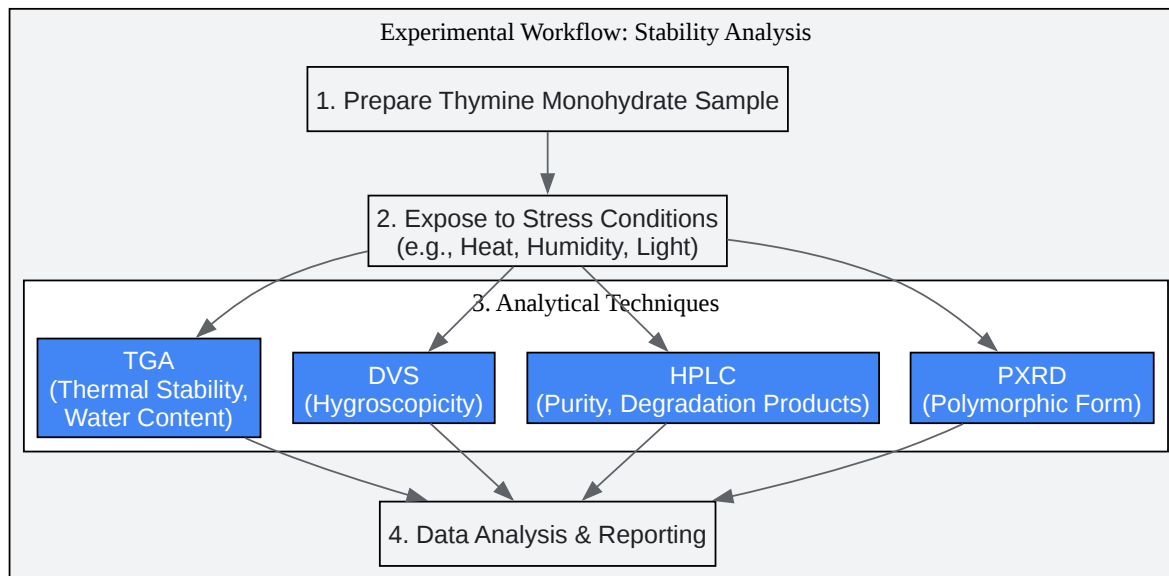 Experimental Workflow: Stability Analysis
1. Prepare Thymine Monohydrate Sample
2. Expose to Stress Conditions
(e.g., Heat, Humidity, Light)
3. Analytical Techniques
TGA
(Thermal Stability,
Water Content)
DVS
(Hygroscopicity)
HPLC
(Purity, Degradation Products)
PXRD
(Polymorphic Form)
4. Data Analysis & Reporting